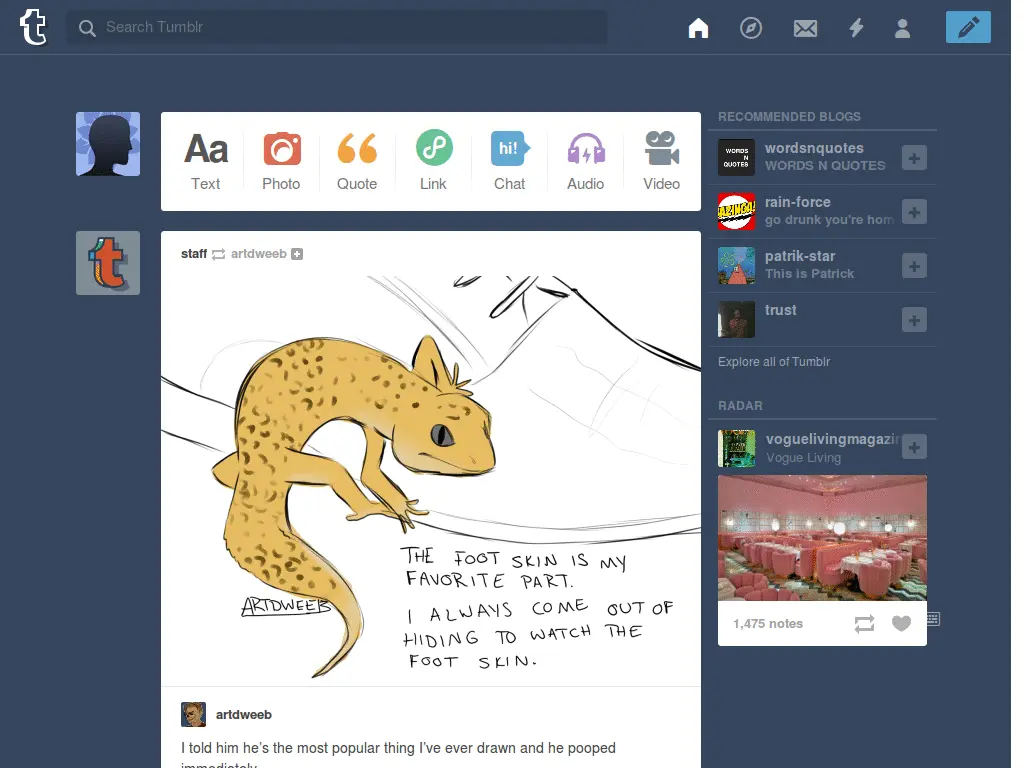 t
Search Tumblr
Aa
hi!
Text
Photo
Quote
Link
Chat
Audio
Video
t
staff artdweeb
THE FOOT SKIN IS MY
FAVORITE PART.
I ALWAYS COME OUT OF
HIDING TO WATCH THE
FOOT SKIN.
ARTDWEEB
artdweeb
I told him he's the most popular thing I've ever drawn and he pooped
immediately
RECOMMENDED BLOGS
WORDS
N
QUOTES
wordsnquotes
WORDS N QUOTES
BAZINGA!
rain-force
go drunk you're hom
patrik-star
This is Patrick
trust
Explore all of Tumblr
RADAR
voguelivingmagazin
Vogue Living
1,475 notes